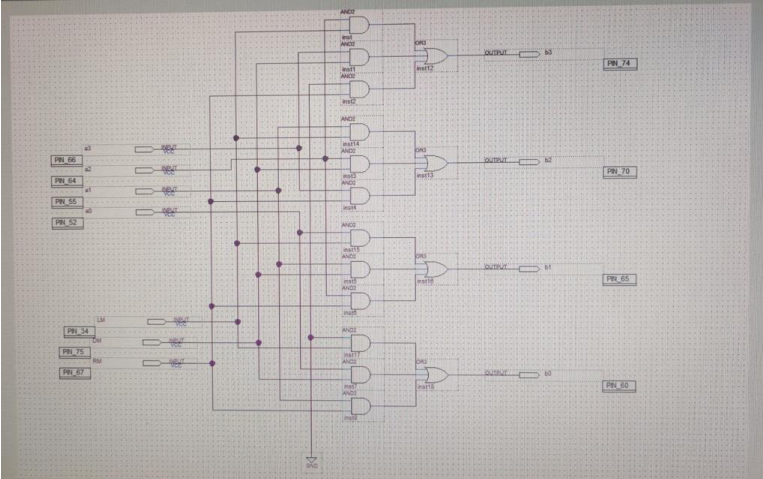 AND2
inst
AND2
inst1
AND2
inst2
OR3
inst12
OUTPUT
b3
PIN_74
AND2
inst14
AND2
inst3
AND2
inst4
OR3
inst13
OUTPUT
b2
PIN_70
a3
INPUT
VCC
PIN_66
a2
INPUT
VCC
PIN_64
a1
INPUT
VCC
PIN_55
a0
INPUT
VCC
PIN_52
AND2
inst15
AND2
inst5
AND2
inst6
OR3
inst16
OUTPUT
b1
PIN_65
LM
INPUT
VCC
PIN_34
DM
INPUT
VCC
PIN_75
RM
INPUT
VCC
PIN_67
AND2
inst17
AND2
inst7
AND2
OR3
OUTPUT
b0
PIN_60
GND